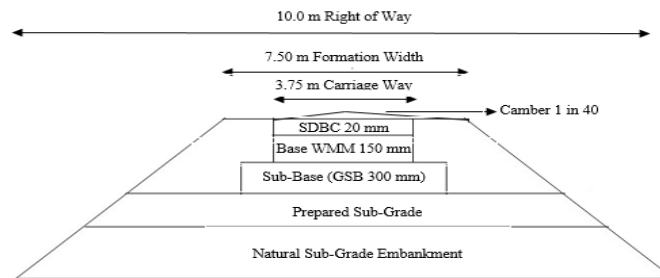 10.0 m Right of Way
7.50 m Formation Width
3.75 m Carriage Way
Camber 1 in 40
SDBC 20 mm
Base WMM 150 mm
Sub-Base (GSB 300 mm)
Prepared Sub-Grade
Natural Sub-Grade Embankment